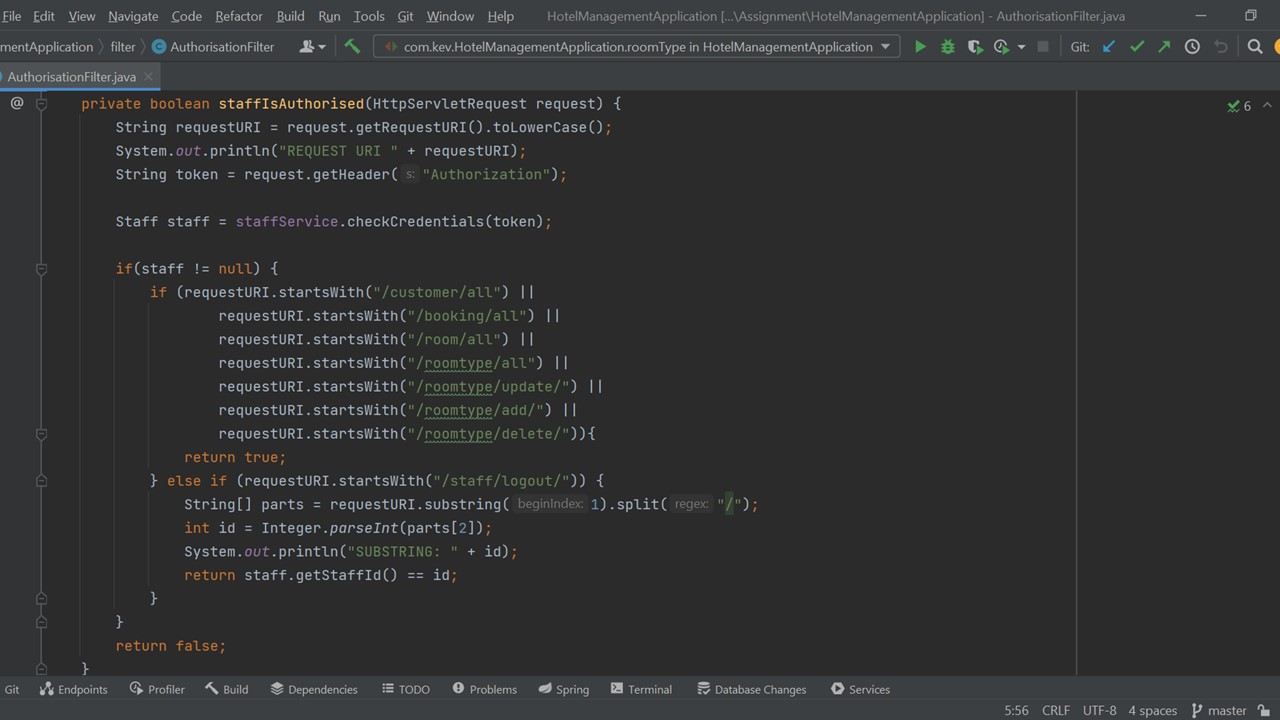 File Edit View Navigate Code Refactor Build Run Tools Git Window Help HotelManagementApplication [...\Assignment\HotelManagementApplication] - AuthorisationFilter.java
mentApplication filter AuthorisationFilter com.kev.HotelManagementApplication.roomType in HotelManagementApplication Git:
AuthorisationFilter.java
@ private boolean staffIsAuthorised(HttpServletRequest request) {
6
String requestURI = request.getRequestURI().toLowerCase();
System.out.println("REQUEST URI " + requestURI);
String token = request.getHeader( s: "Authorization");
Staff staff = staffService.checkCredentials(token);
if(staff != null) {
if (requestURI.startsWith("/customer/all") ||
requestURI.startsWith("/booking/all") ||
requestURI.startsWith("/room/all") ||
requestURI.startsWith("/roomtype/all") ||
requestURI.startsWith("/roomtype/update/") ||
requestURI.startsWith("/roomtype/add/") ||
requestURI.startsWith("/roomtype/delete/")){
return true;
} else if (requestURI.startsWith("/staff/logout/")) {
String[] parts = requestURI.substring( beginIndex: 1).split( regex: "/");
int id = Integer.parseInt(parts[2]);
System.out.println("SUBSTRING: " + id);
return staff.getStaffId() == id;
}
}
return false;
}
Git Endpoints Profiler Build Dependencies TODO Problems Spring Terminal Database Changes Services
5:56 CRLF UTF-8 4 spaces master